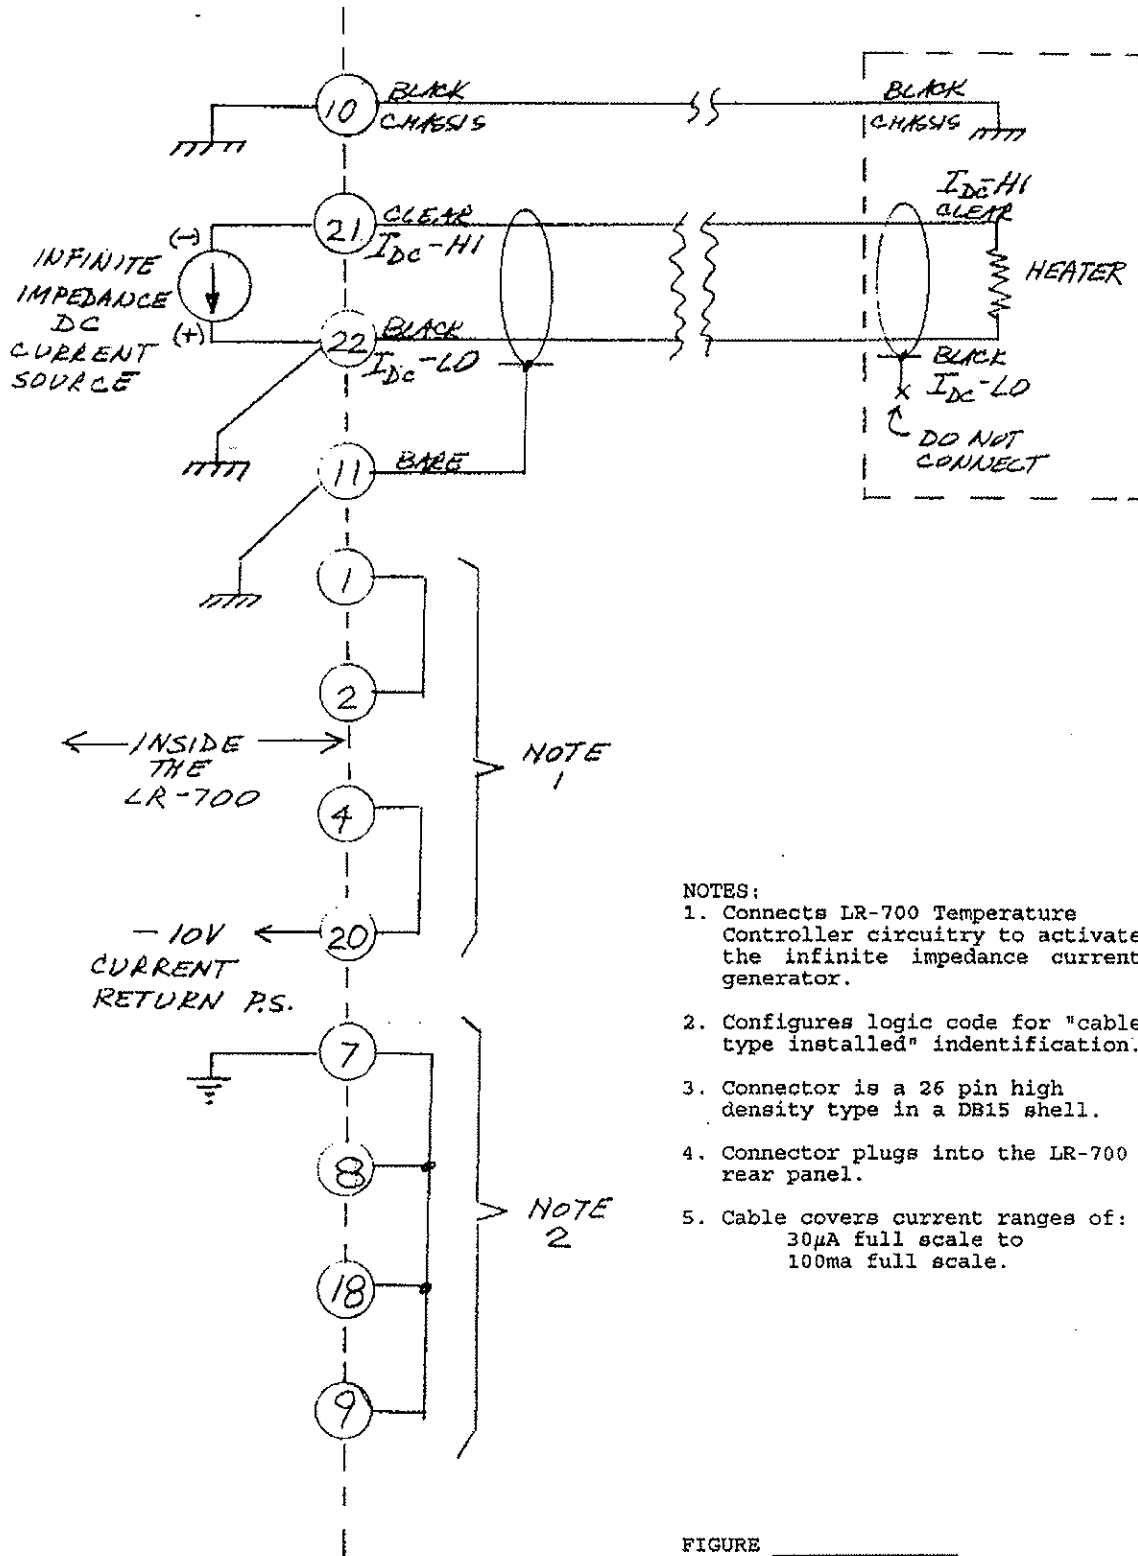 10 BLACK
CHASSIS
BLACK
CHASSIS
21 CLEAR
I_DC-HI
I_DC-HI
CLEAR
(-)
INFINITE
IMPEDANCE
DC
CURRENT
SOURCE
(+)
HEATER
22 BLACK
I_DC-LO
BLACK
I_DC-LO
X
DO NOT
CONNECT
11 BARE
1
2
INSIDE
THE
LR-700
NOTE
1
4
20
-10V
CURRENT
RETURN P.S.
7
8
18
9
NOTE
2
NOTES:
1. Connects LR-700 Temperature
Controller circuitry to activate
the infinite impedance current
generator.
2. Configures logic code for "cable
type installed" indentification.
3. Connector is a 26 pin high
density type in a DB15 shell.
4. Connector plugs into the LR-700
rear panel.
5. Cable covers current ranges of:
30µA full scale to
100ma full scale.
FIGURE